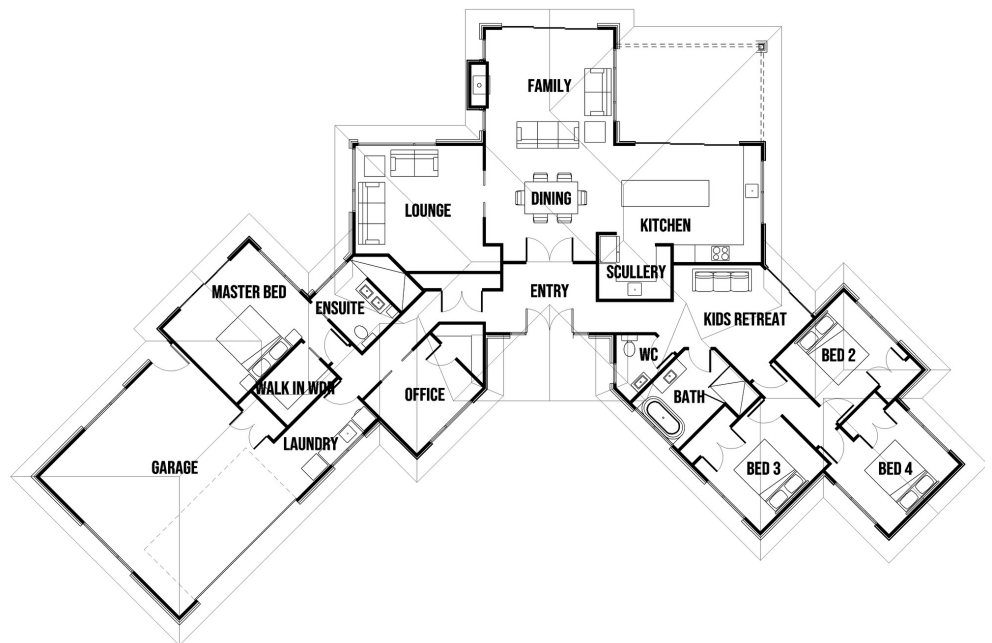 FAMILY
DINING
LOUNGE
KITCHEN
SCULLERY
MASTER BED
ENSUITE
ENTRY
KIDS RETREAT
WC
BED 2
WALK IN WDR
OFFICE
BATH
LAUNDRY
GARAGE
BED 3
BED 4